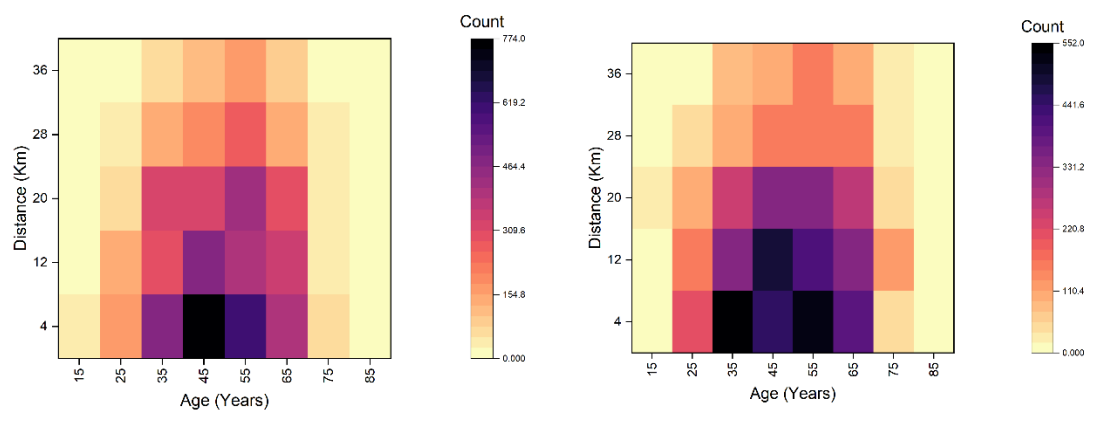 Count
774.0
619.2
464.4
309.6
154.8
0.000
36
28
20
12
4
Distance (Km)
15 25 35 45 55 65 75 85
Age (Years)
Count
552.0
441.6
331.2
220.8
110.4
0.000
36
28
20
12
4
Distance (Km)
15 25 35 45 55 65 75 85
Age (Years)